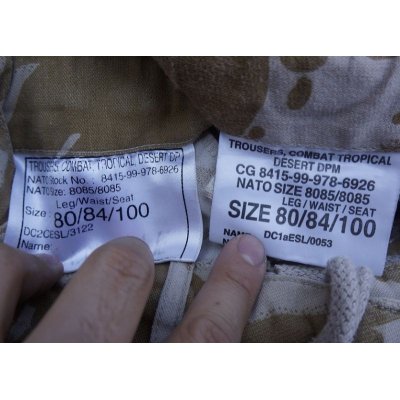 TROUSERS, COMBAT TROPICAL, DESERT DP
NATO Rock No : 8415-99-978-6926
NATO Size: 8085/8085
Leg/Waist/Seat
Size: 80/84/100
DC2CESL/3122
Name:
TROUSERS, COMBAT TROPICAL
DESERT DPM
CG 8415-99-978-6926
NATO SIZE 8085/8085
LEG / WAIST / SEAT
SIZE 80/84/100
NAME DC1aESL/0053